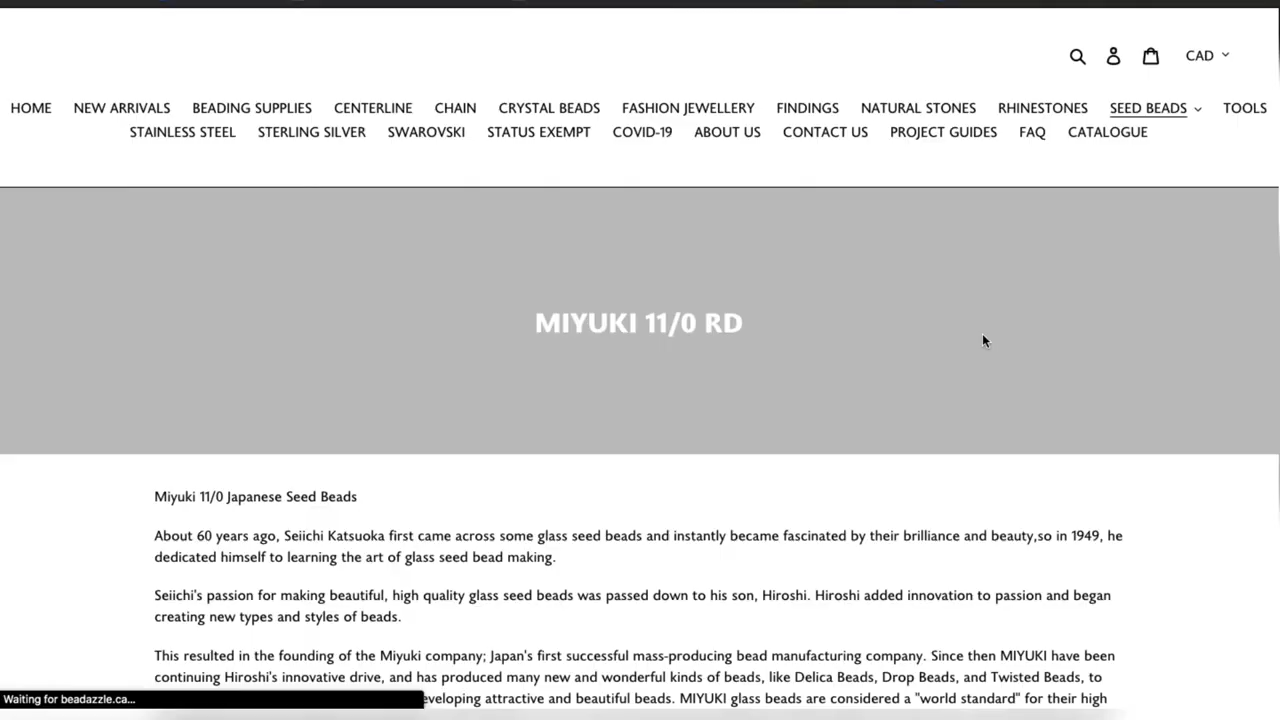 CAD
HOME NEW ARRIVALS BEADING SUPPLIES CENTERLINE CHAIN CRYSTAL BEADS FASHION JEWELLERY FINDINGS NATURAL STONES RHINESTONES SEED BEADS TOOLS
STAINLESS STEEL STERLING SILVER SWAROVSKI STATUS EXEMPT COVID-19 ABOUT US CONTACT US PROJECT GUIDES FAQ CATALOGUE
MIYUKI 11/0 RD
Miyuki 11/0 Japanese Seed Beads
About 60 years ago, Seiichi Katsuoka first came across some glass seed beads and instantly became fascinated by their brilliance and beauty,so in 1949, he
dedicated himself to learning the art of glass seed bead making.
Seiichi's passion for making beautiful, high quality glass seed beads was passed down to his son, Hiroshi. Hiroshi added innovation to passion and began
creating new types and styles of beads.
This resulted in the founding of the Miyuki company; Japan's first successful mass-producing bead manufacturing company. Since then MIYUKI have been
continuing Hiroshi's innovative drive, and has produced many new and wonderful kinds of beads, like Delica Beads, Drop Beads, and Twisted Beads, to
eveloping attractive and beautiful beads. MIYUKI glass beads are considered a "world standard" for their high
Waiting for beadazzle.ca...